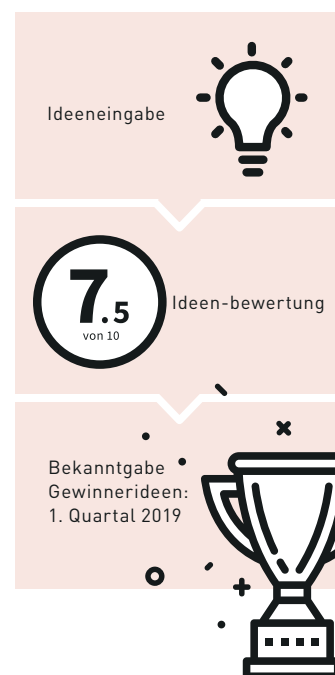 Ideeneingabe
7.5
von 10
Ideen-bewertung
Bekanntgabe
Gewinnerideen:
1. Quartal 2019